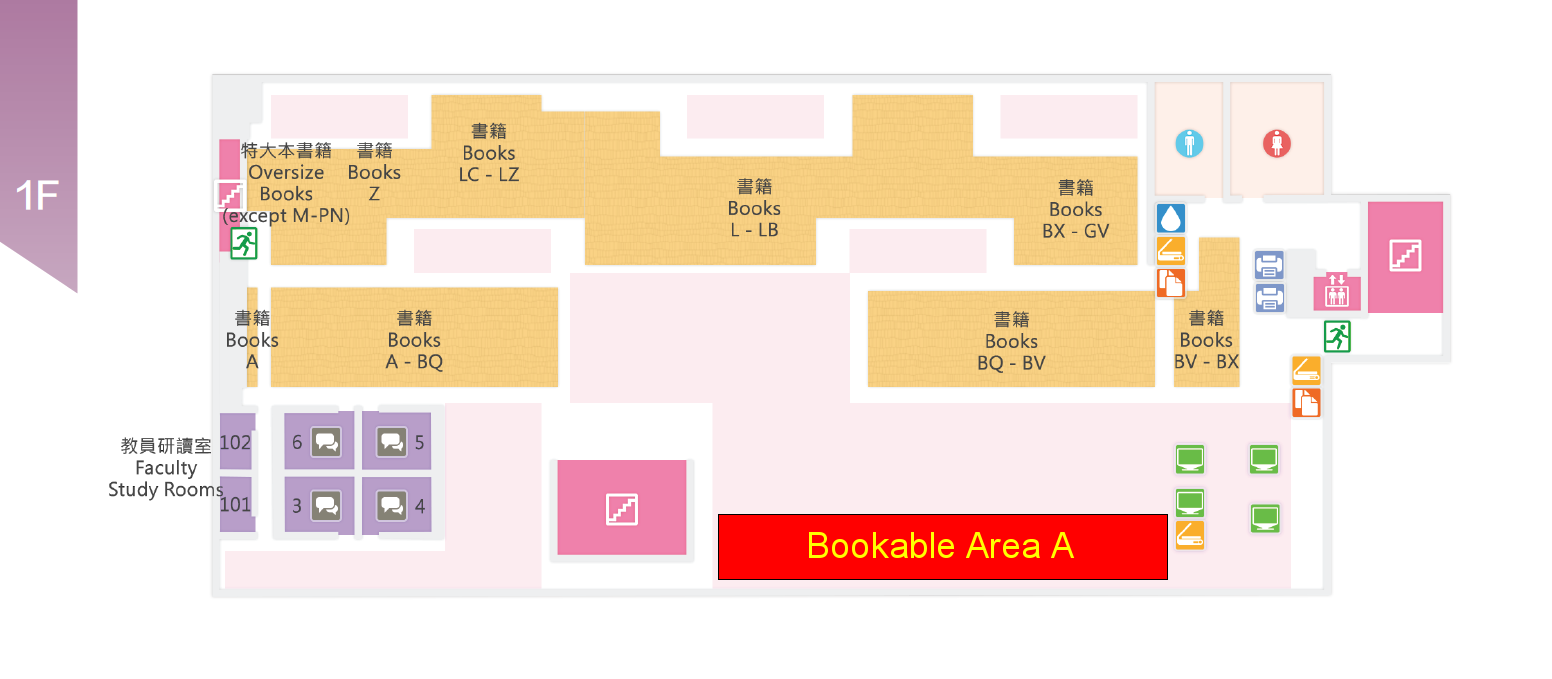 1F
特大本書籍
Oversize
Books
(except M-PN)
書籍
Books
Z
書籍
Books
LC - LZ
書籍
Books
L - LB
書籍
Books
BX - GV
書籍
Books
A
書籍
Books
A - BQ
書籍
Books
BQ - BV
書籍
Books
BV - BX
教員研讀室
Faculty
Study Rooms
102
101
6
5
3
4
Bookable Area A